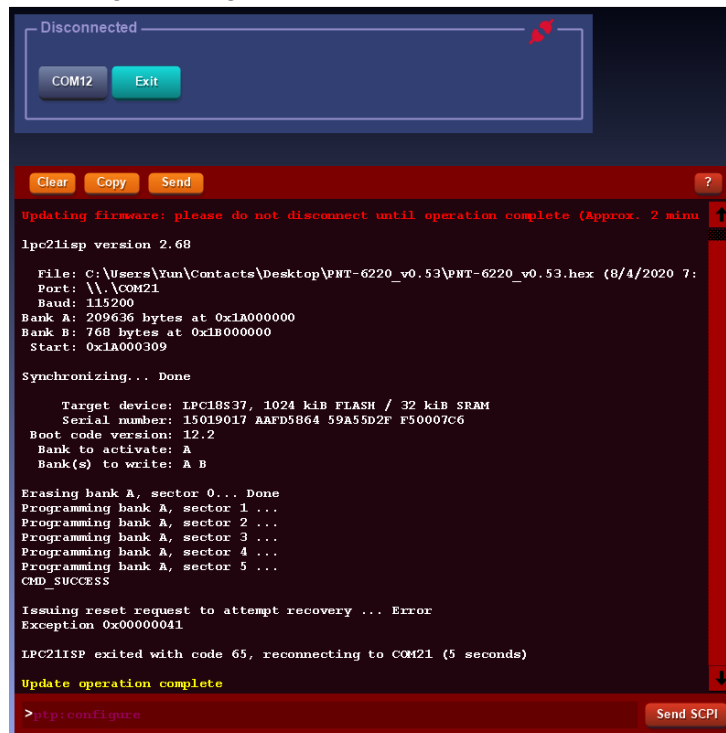 Disconnected
COM12 Exit
Clear Copy Send ?
Updating firmware: please do not disconnect until operation complete (Approx. 2 minu
lpc21isp version 2.68
File: C:\Users\Yun\Contacts\Desktop\PNT-6220_v0.53\PNT-6220_v0.53.hex (8/4/2020 7:
Port: \\.\COM21
Baud: 115200
Bank A: 209636 bytes at 0x1A000000
Bank B: 768 bytes at 0x1B000000
Start: 0x1A000309
Synchronizing... Done
Target device: LPC18S37, 1024 kiB FLASH / 32 kiB SRAM
Serial number: 15019017 AAFD5864 59A55D2F F50007C6
Boot code version: 12.2
Bank to activate: A
Bank(s) to write: A B
Erasing bank A, sector 0... Done
Programming bank A, sector 1 ...
Programming bank A, sector 2 ...
Programming bank A, sector 3 ...
Programming bank A, sector 4 ...
Programming bank A, sector 5 ...
CMD_SUCCESS
Issuing reset request to attempt recovery ... Error
Exception 0x00000041
LPC21ISP exited with code 65, reconnecting to COM21 (5 seconds)
Update operation complete
>ptp:configure Send SCPI